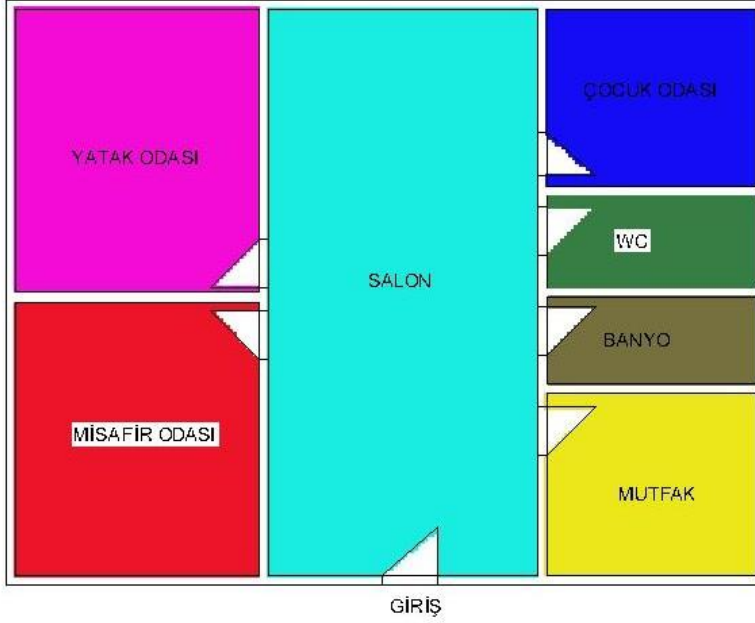 YATAK ODASI
MİSAFİR ODASI
SALON
ÇOCUK ODASI
WC
BANYO
MUTFAK
GİRİŞ